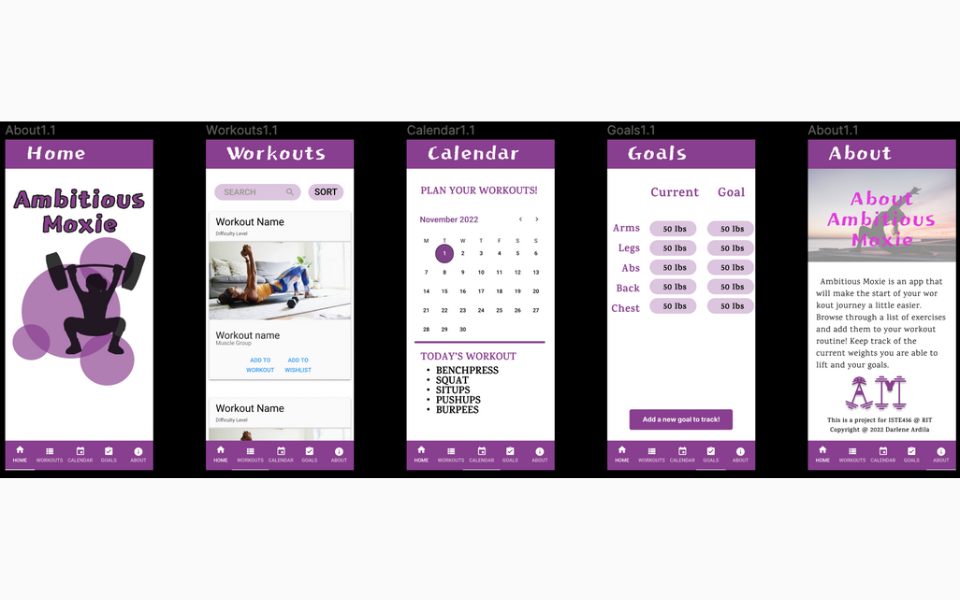 About1.1
Home
Ambitious
Moxie
HOME WORKOUTS CALENDAR GOALS ABOUT
Workouts1.1
Workouts
SEARCH SORT
Workout Name
Difficulty Level
Workout name
Muscle Group
ADD TO WORKOUT ADD TO WISHLIST
Workout Name
Difficulty Level
HOME WORKOUTS CALENDAR GOALS ABOUT
Calendar1.1
Calendar
PLAN YOUR WORKOUTS!
November 2022 ‹ ›
M T W T F S S
1 2 3 4 5 6
7 8 9 10 11 12 13
14 15 16 17 18 19 20
21 22 23 24 25 26 27
28 29 30
TODAY'S WORKOUT
• BENCHPRESS
• SQUAT
• SITUPS
• PUSHUPS
• BURPEES
HOME WORKOUTS CALENDAR GOALS ABOUT
Goals1.1
Goals
Current Goal
Arms 50 lbs 50 lbs
Legs 50 lbs 50 lbs
Abs 50 lbs 50 lbs
Back 50 lbs 50 lbs
Chest 50 lbs 50 lbs
Add a new goal to track!
HOME WORKOUTS CALENDAR GOALS ABOUT
About1.1
About
About
Ambitious
Moxie
Ambitious Moxie is an app that
will make the start of your wor
kout journey a little easier.
Browse through a list of exercises
and add them to your workout
routine! Keep track of the
current weights you are able to
lift and your goals.
AM
This is a project for ISTE456 @ RIT
Copyright @ 2022 Darlene Ardila
HOME WORKOUTS CALENDAR GOALS ABOUT